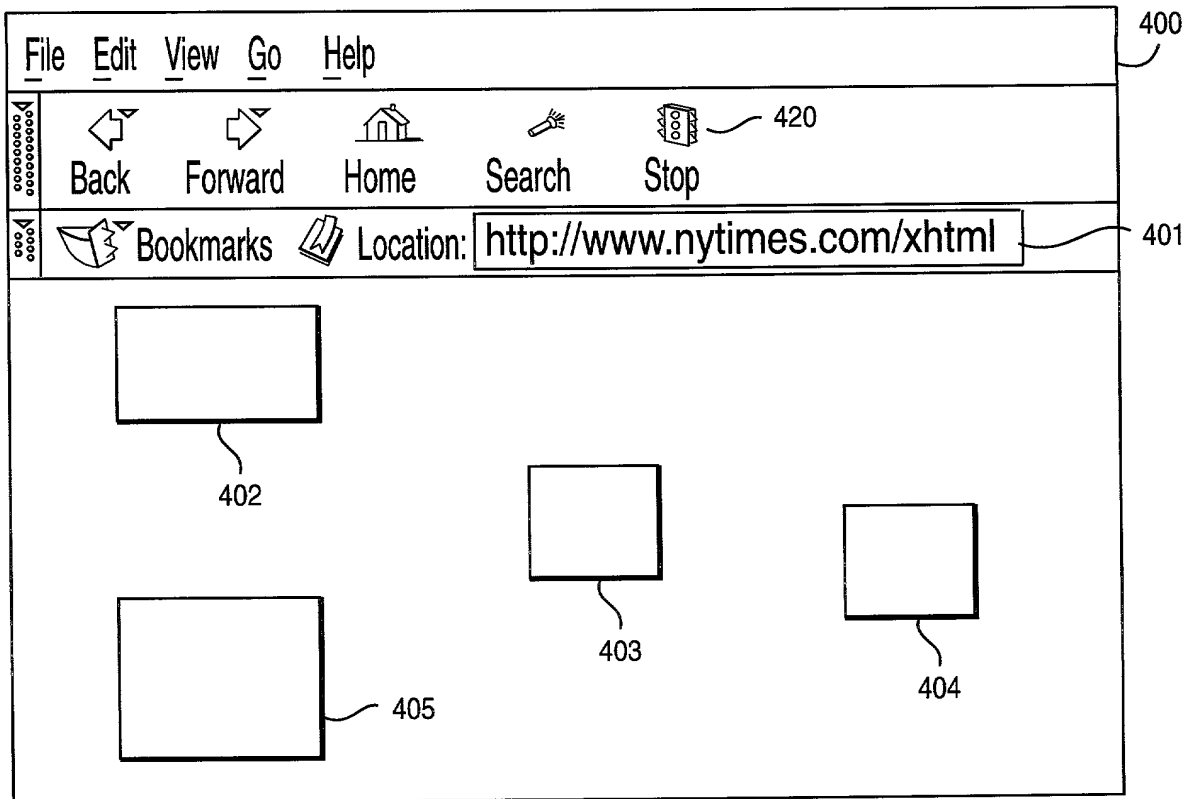 400
File Edit View Go Help
420
Back Forward Home Search Stop
Bookmarks Location: http://www.nytimes.com/xhtml 401
402
403
404
405